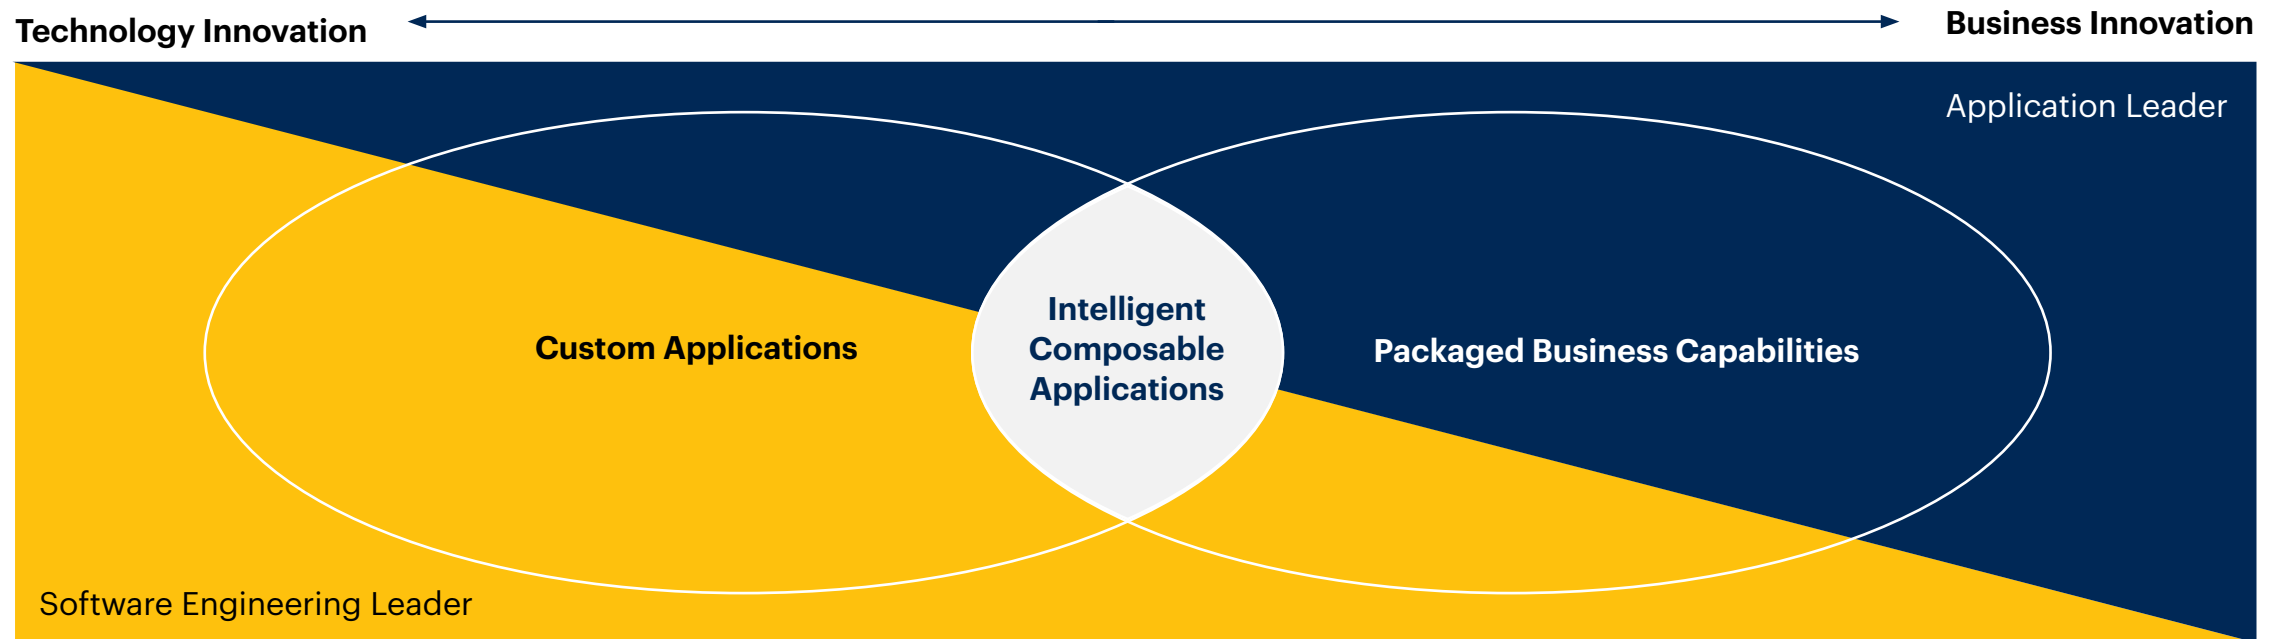 Technology Innovation
Business Innovation
Application Leader
Custom Applications
Intelligent
Composable
Applications
Packaged Business Capabilities
Software Engineering Leader